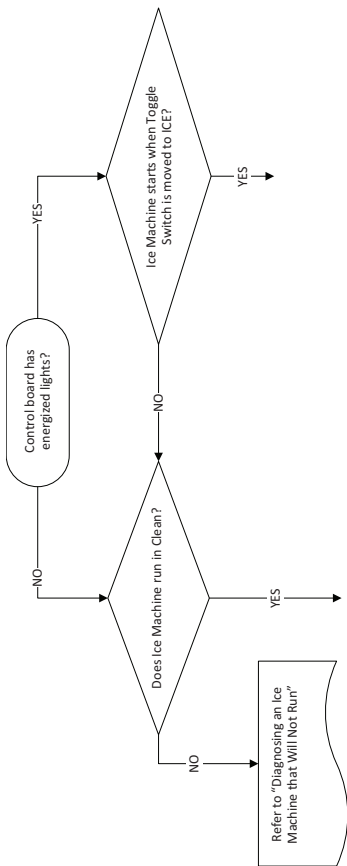 Control board has
energized lights?
NO
YES
Does Ice Machine run in Clean?
NO
Ice Machine starts when Toggle
Switch is moved to ICE?
NO
YES
YES
Refer to “Diagnosing an Ice
Machine that Will Not Run”